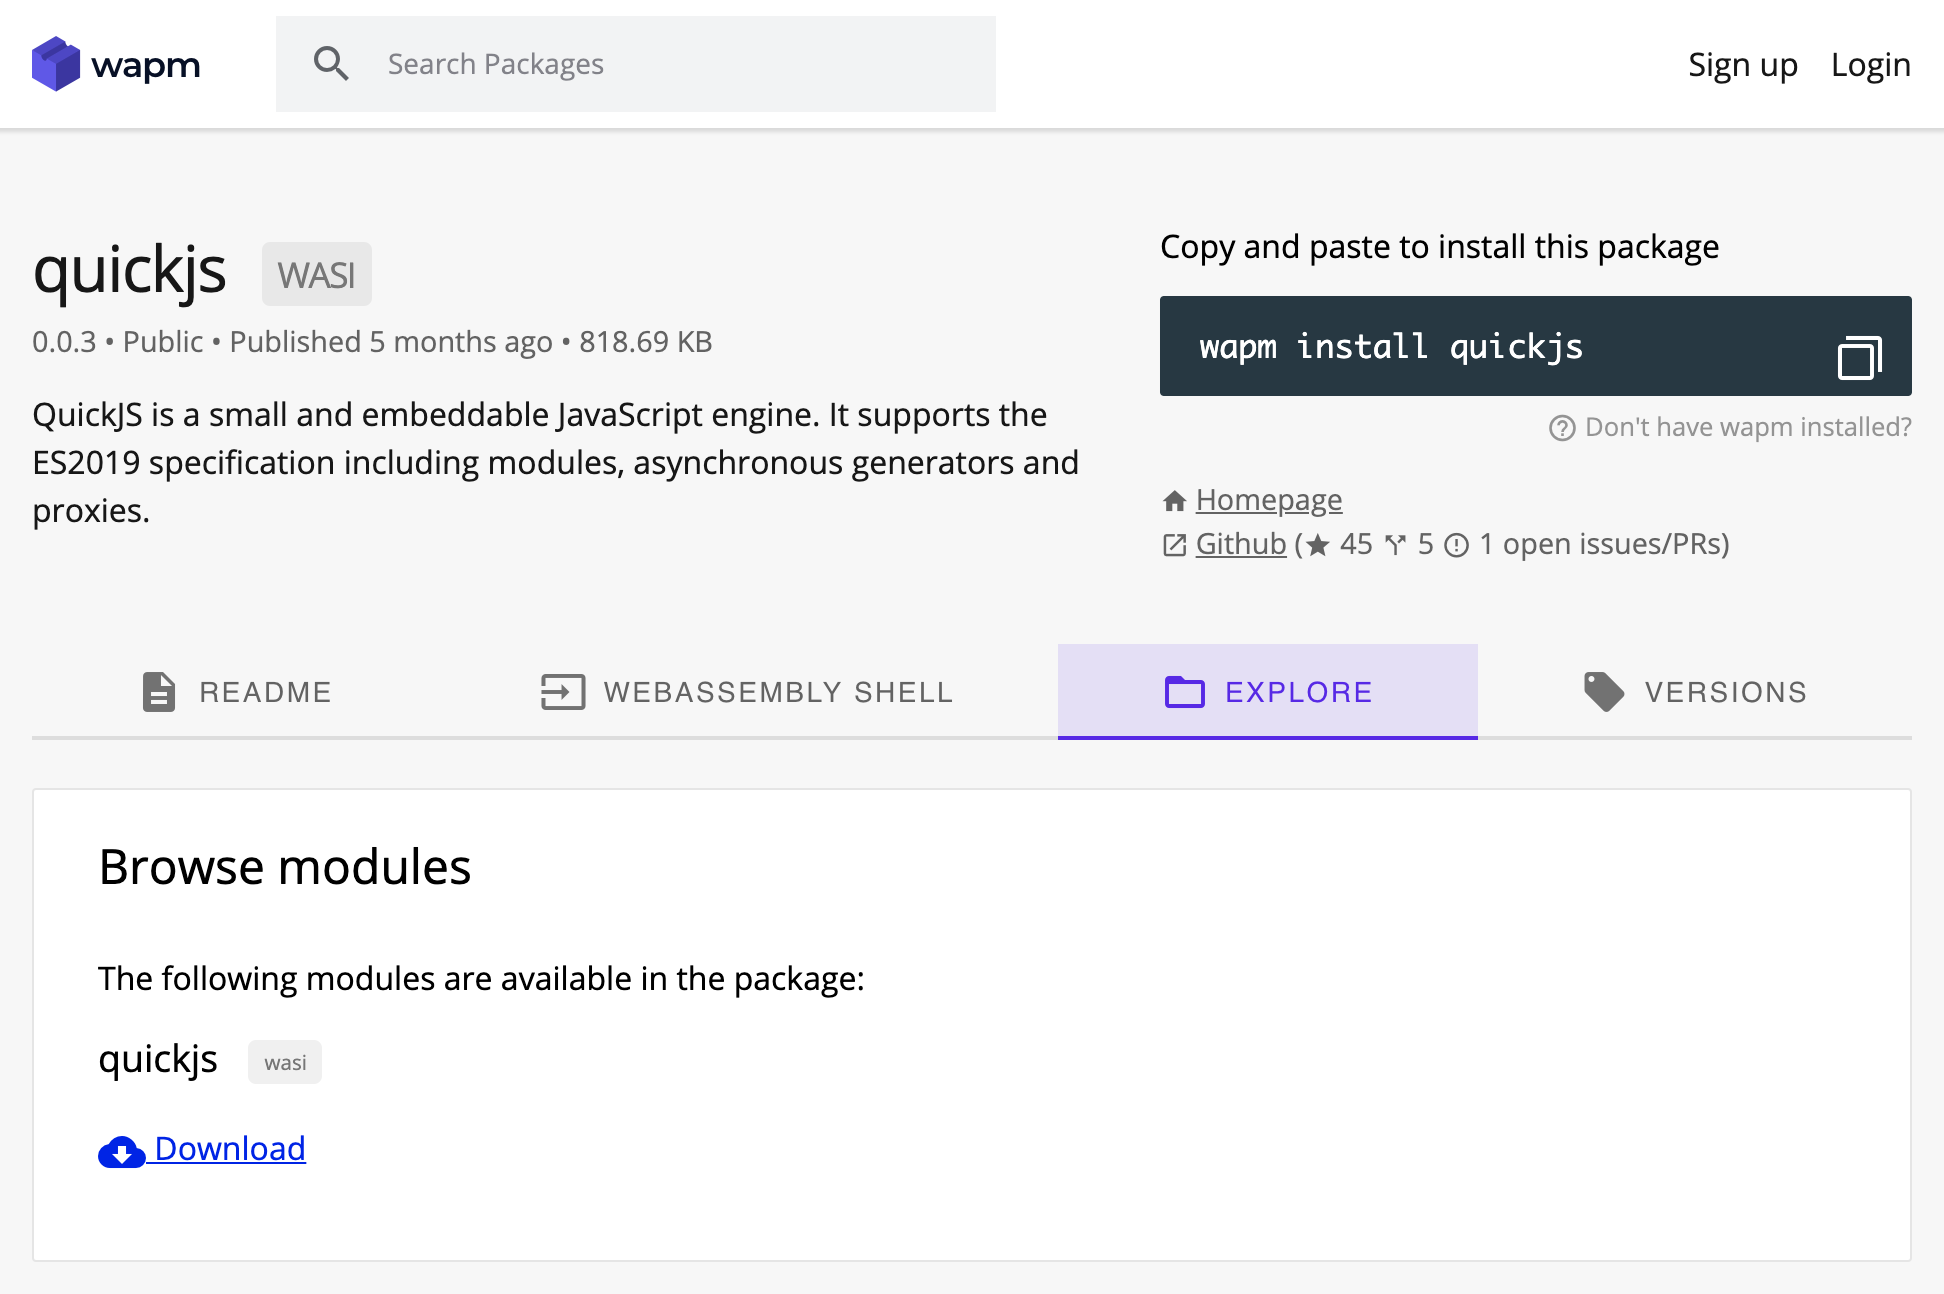 wapm
Search Packages
Sign up
Login
quickjs
WASI
0.0.3 • Public • Published 5 months ago • 818.69 KB
QuickJS is a small and embeddable JavaScript engine. It supports the
ES2019 specification including modules, asynchronous generators and
proxies.
Copy and paste to install this package
wapm install quickjs
Don't have wapm installed?
Homepage
Github (★ 45 5 1 open issues/PRs)
README
WEBASSEMBLY SHELL
EXPLORE
VERSIONS
Browse modules
The following modules are available in the package:
quickjs
wasi
Download